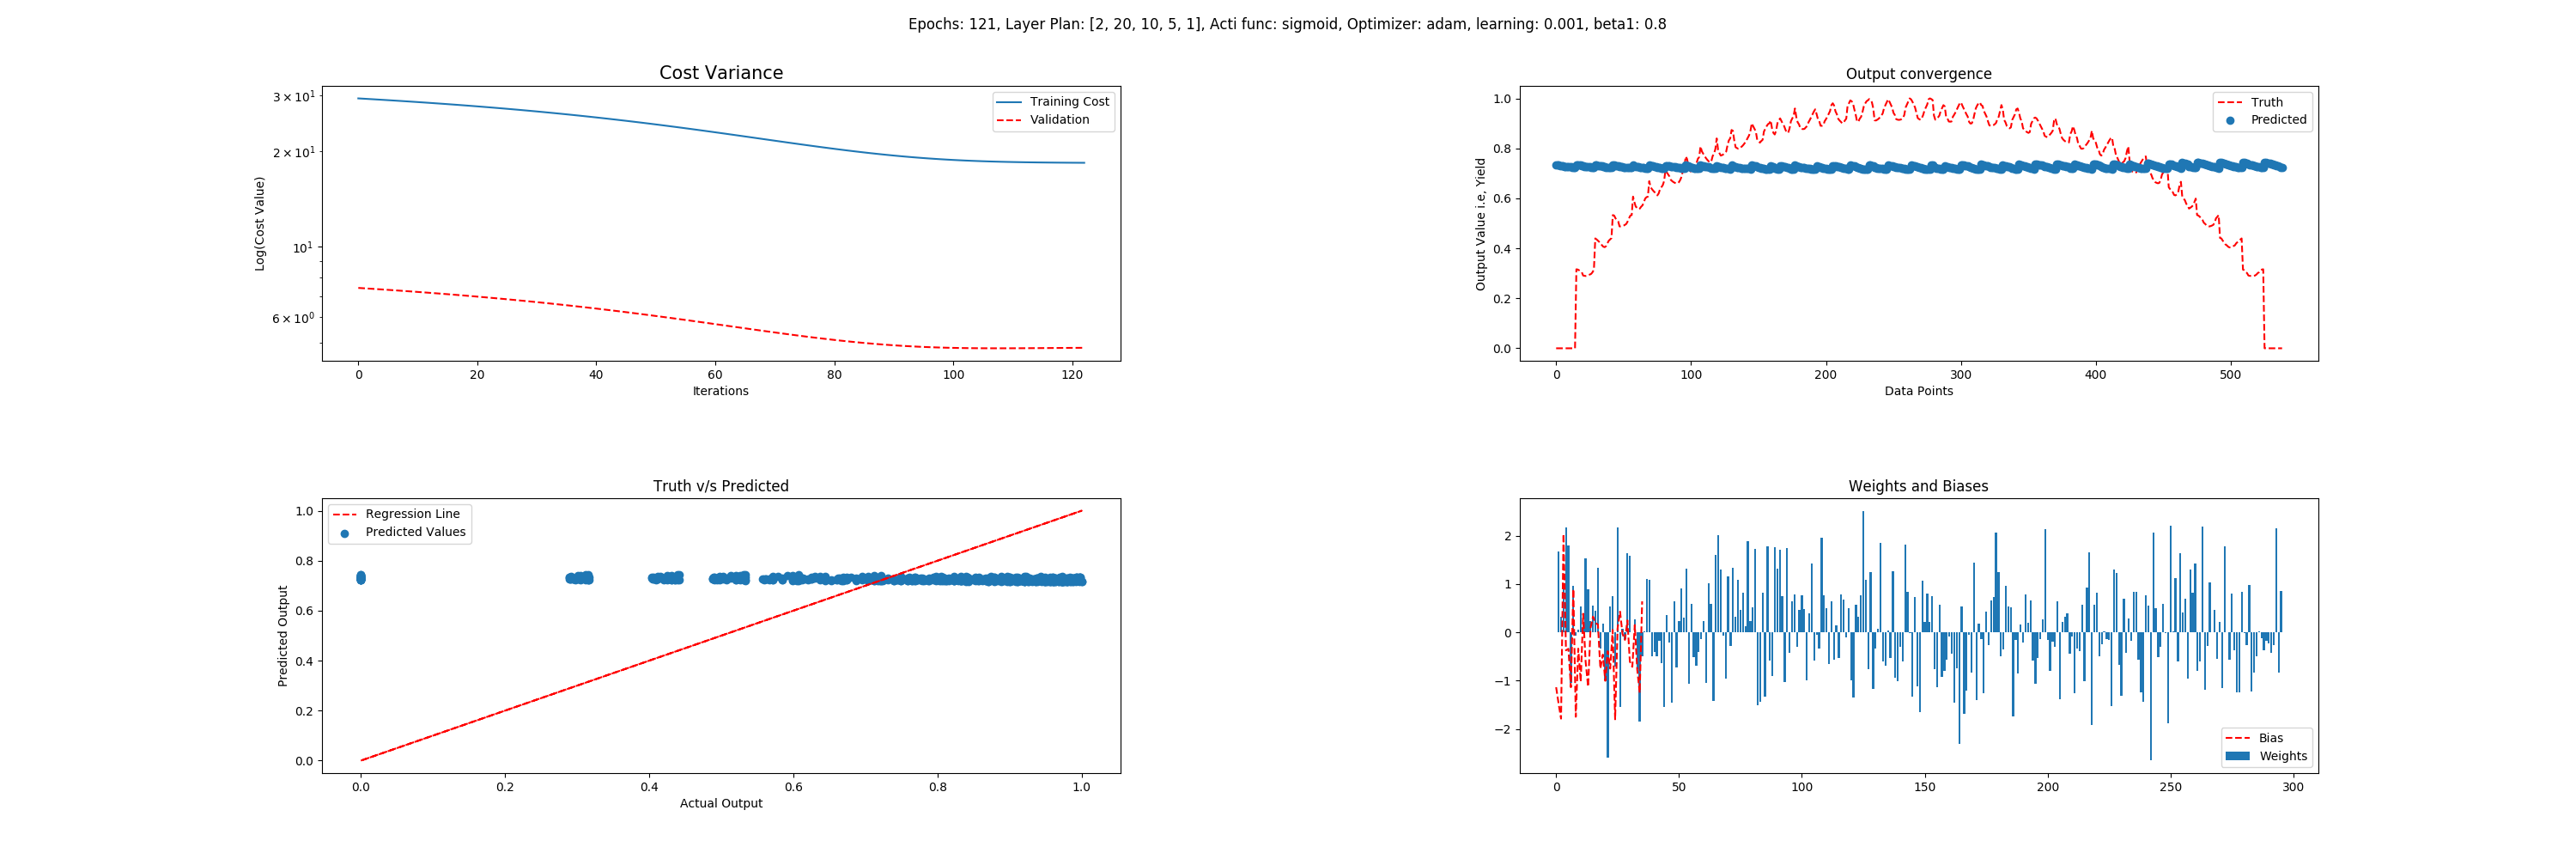 Epochs: 121, Layer Plan: [2, 20, 10, 5, 1], Acti func: sigmoid, Optimizer: adam, learning: 0.001, beta1: 0.8
Cost Variance
Log(Cost Value)
3 × 10¹
2 × 10¹
10¹
6 × 10⁰
Training Cost
Validation
0 20 40 60 80 100 120
Iterations
Output convergence
Output Value i.e, Yield
1.0
0.8
0.6
0.4
0.2
0.0
Truth
Predicted
0 100 200 300 400 500
Data Points
Truth v/s Predicted
Predicted Output
1.0
0.8
0.6
0.4
0.2
0.0
Regression Line
Predicted Values
0.0 0.2 0.4 0.6 0.8 1.0
Actual Output
Weights and Biases
2
1
0
−1
−2
Bias
Weights
0 50 100 150 200 250 300